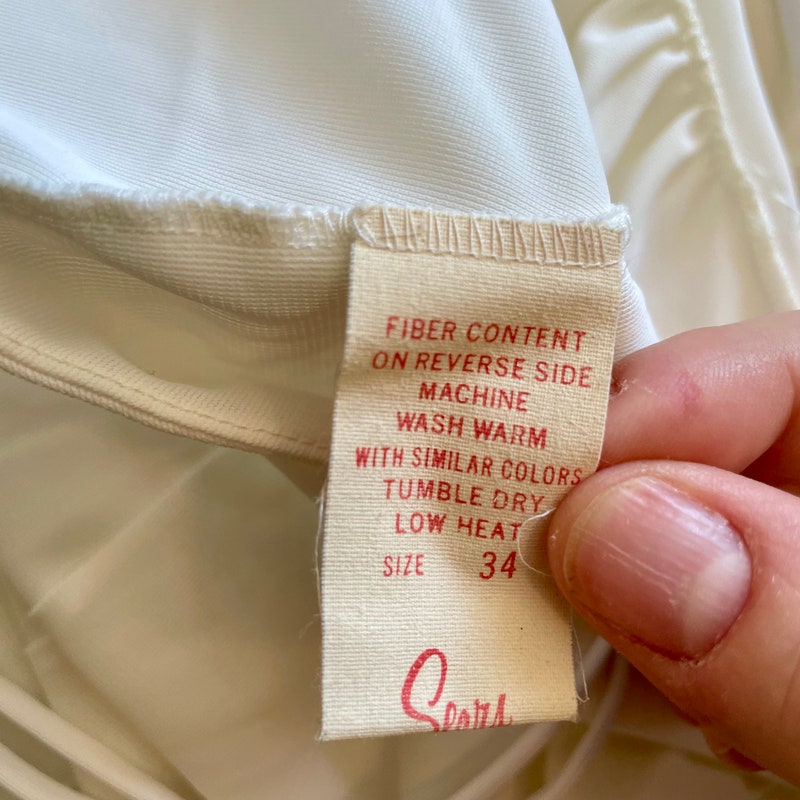 FIBER CONTENT
ON REVERSE SIDE
MACHINE
WASH WARM
WITH SIMILAR COLORS
TUMBLE DRY
LOW HEAT
SIZE 34
Sears